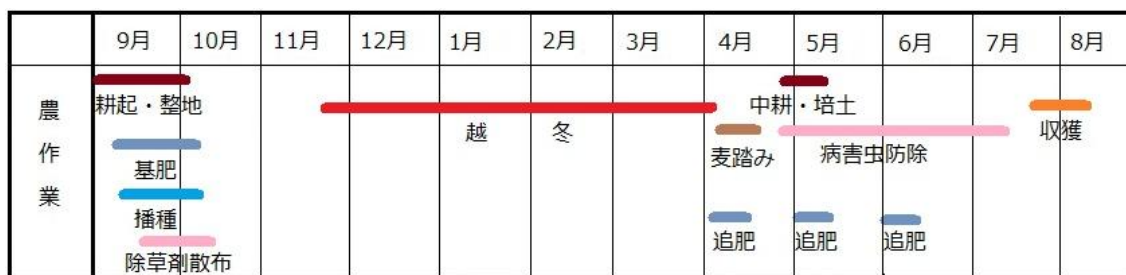 9月 10月 11月 12月 1月 2月 3月 4月 5月 6月 7月 8月
農作業
耕起・整地
基肥
播種
除草剤散布
越冬
麦踏み
追肥
中耕・培土
病害虫防除
追肥
追肥
収穫